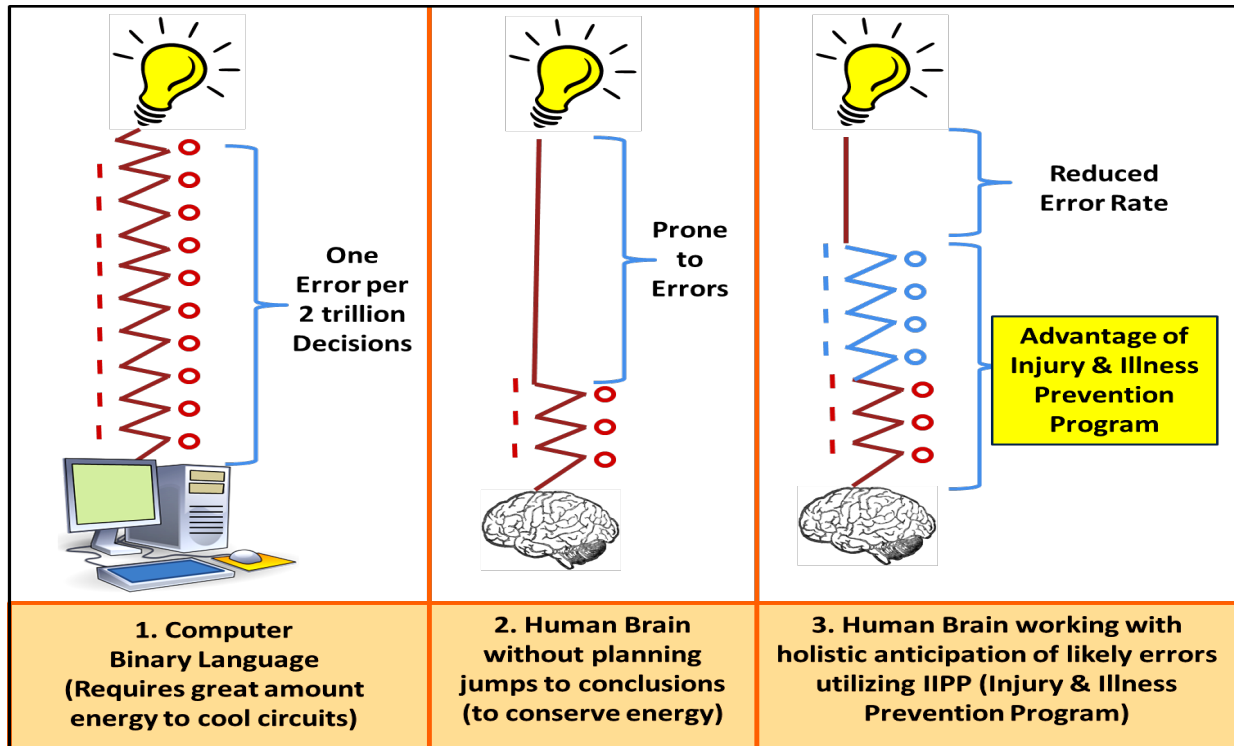 One
Error per
2 trillion
Decisions
1. Computer
Binary Language
(Requires great amount
energy to cool circuits)
Prone
to
Errors
2. Human Brain
without planning
jumps to conclusions
(to conserve energy)
Reduced
Error Rate
Advantage of
Injury & Illness
Prevention
Program
3. Human Brain working with
holistic anticipation of likely errors
utilizing IIPP (Injury & Illness
Prevention Program)